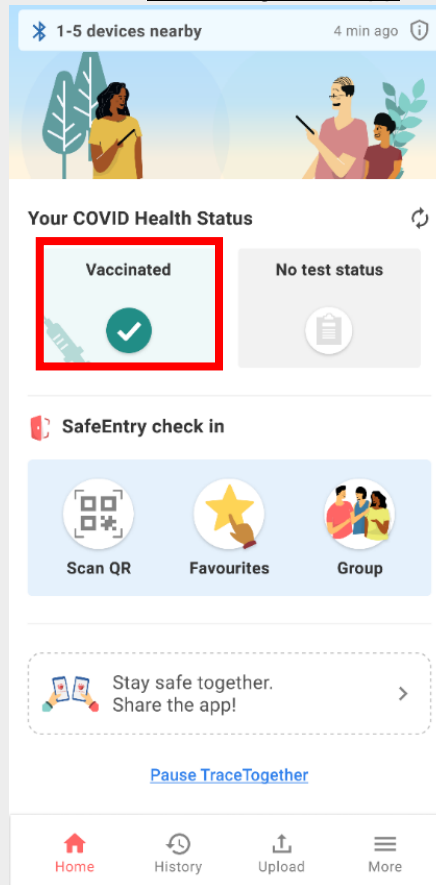 1-5 devices nearby
4 min ago
Your COVID Health Status
Vaccinated
No test status
SafeEntry check in
Scan QR
Favourites
Group
Stay safe together.
Share the app!
Pause TraceTogether
Home
History
Upload
More